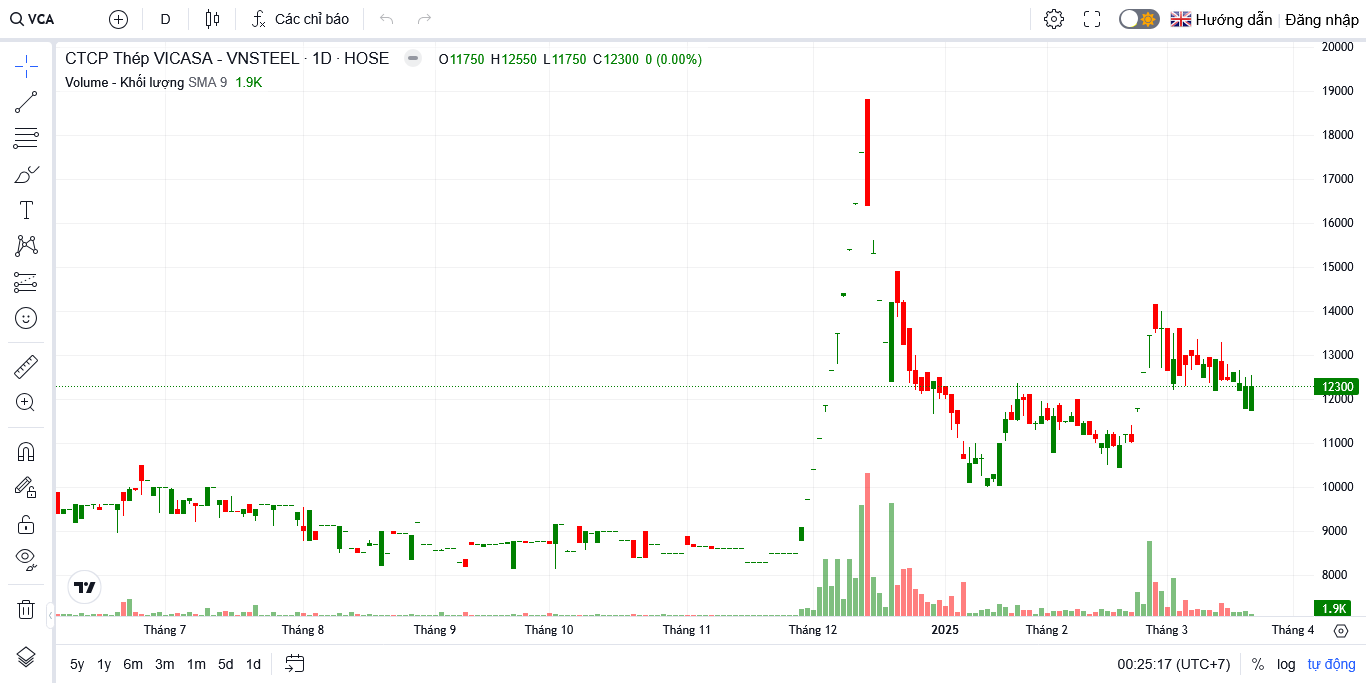 VCA D Các chỉ báo Hướng dẫn Đăng nhập
CTCP Thép VICASA - VNSTEEL · 1D · HOSE O11750 H12550 L11750 C12300 0 (0.00%)
Volume - Khối lượng SMA 9 1.9K
20000
19000
18000
17000
16000
15000
14000
13000
12300
12000
11000
10000
9000
8000
1.9K
Tháng 7 Tháng 8 Tháng 9 Tháng 10 Tháng 11 Tháng 12 2025 Tháng 2 Tháng 3 Tháng 4
5y 1y 6m 3m 1m 5d 1d 00:25:17 (UTC+7) % log tự động